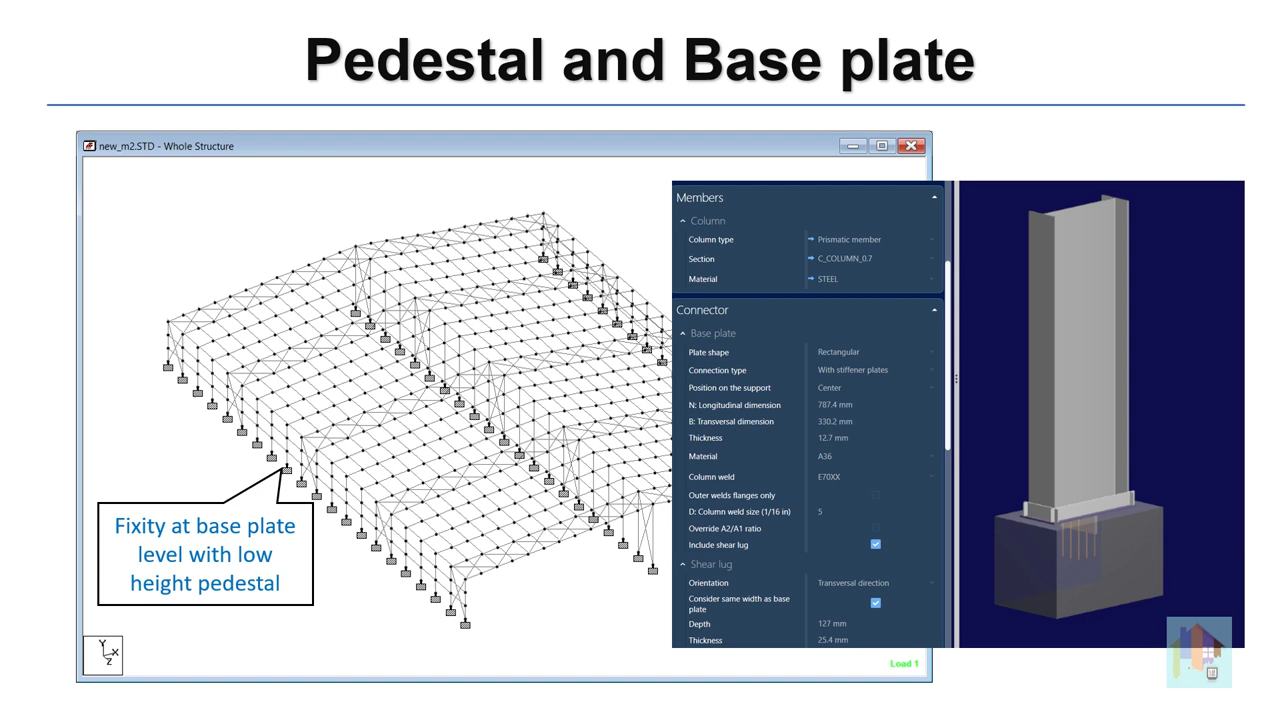 Pedestal and Base plate
new_m2.STD - Whole Structure
Fixity at base plate
level with low
height pedestal
Y
X
Z
Load 1
Members
Column
Column type Prismatic member
Section C_COLUMN_0.7
Material STEEL
Connector
Base plate
Plate shape Rectangular
Connection type With stiffener plates
Position on the support Center
N: Longitudinal dimension 787.4 mm
B: Transversal dimension 330.2 mm
Thickness 12.7 mm
Material A36
Column weld E70XX
Outer welds flanges only
D: Column weld size (1/16 in) 5
Override A2/A1 ratio
Include shear lug
Shear lug
Orientation Transversal direction
Consider same width as base
plate
Depth 127 mm
Thickness 25.4 mm